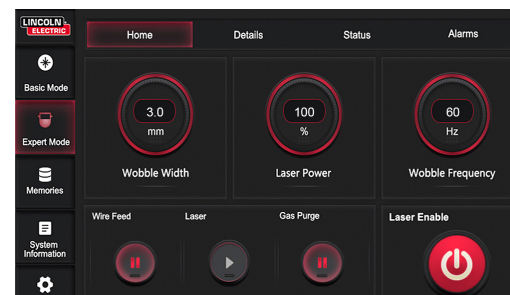 LINCOLN
ELECTRIC
Home
Details
Status
Alarms
Basic Mode
Expert Mode
Memories
System
Information
3.0
mm
Wobble Width
100
%
Laser Power
60
Hz
Wobble Frequency
Wire Feed
Laser
Gas Purge
Laser Enable